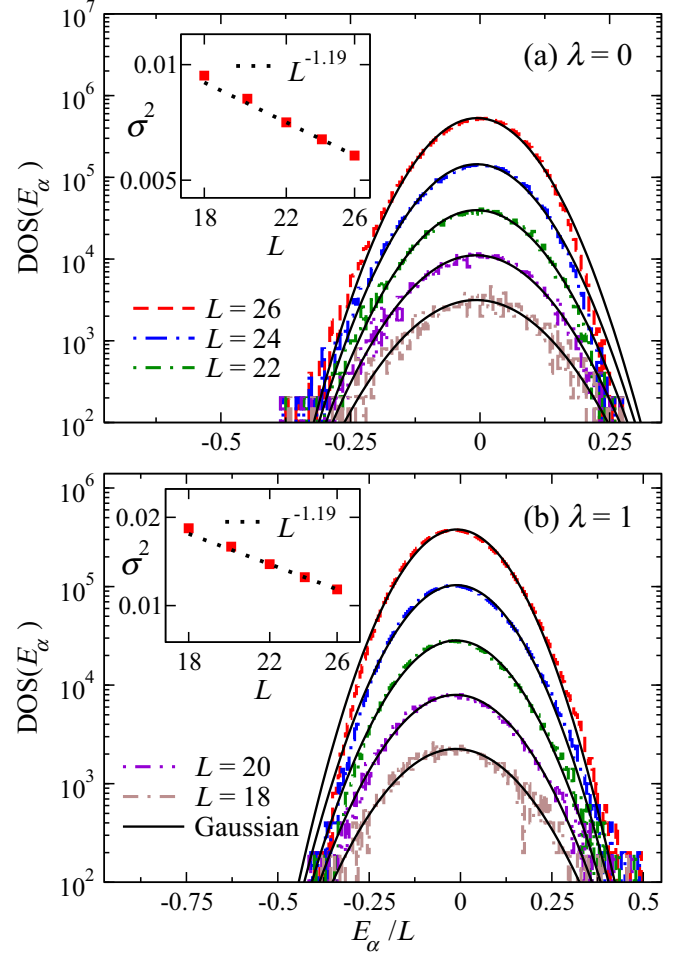 10^7
10^6
10^5
10^4
10^3
10^2
DOS(E_α)
(a) λ = 0
0.01
0.005
σ^2
L^-1.19
18 22 26
L
L = 26
L = 24
L = 22
-0.5 -0.25 0 0.25
10^6
10^5
10^4
10^3
10^2
DOS(E_α)
(b) λ = 1
0.02
0.01
σ^2
L^-1.19
18 22 26
L
L = 20
L = 18
Gaussian
-0.75 -0.5 -0.25 0 0.25 0.5
E_α/L